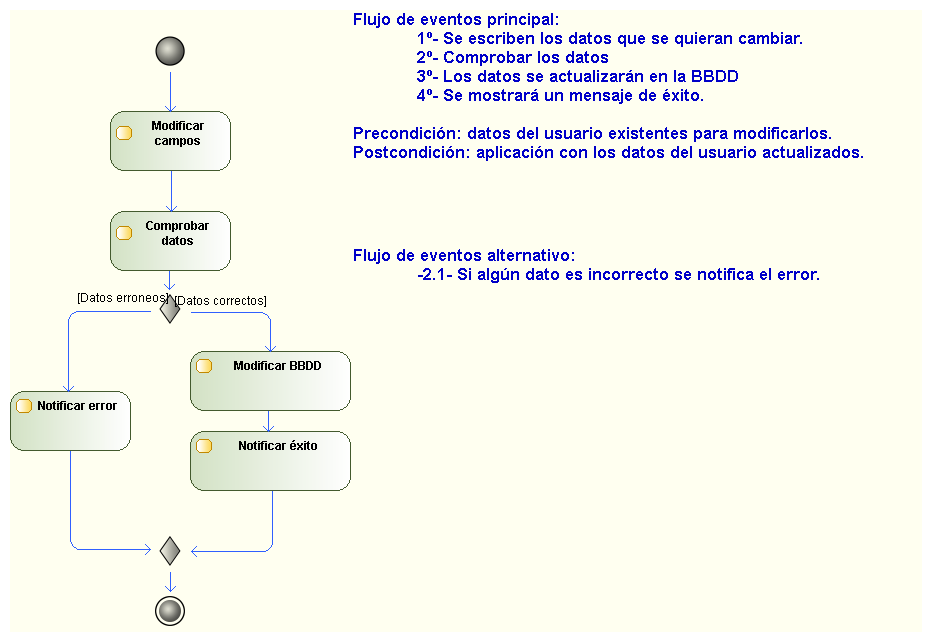 Flujo de eventos principal:
1º- Se escriben los datos que se quieran cambiar.
2º- Comprobar los datos
3º- Los datos se actualizarán en la BBDD
4º- Se mostrará un mensaje de éxito.
Precondición: datos del usuario existentes para modificarlos.
Postcondición: aplicación con los datos del usuario actualizados.
Flujo de eventos alternativo:
-2.1- Si algún dato es incorrecto se notifica el error.
Modificar
campos
Comprobar
datos
[Datos erroneos]
[Datos correctos]
Modificar BBDD
Notificar error
Notificar éxito